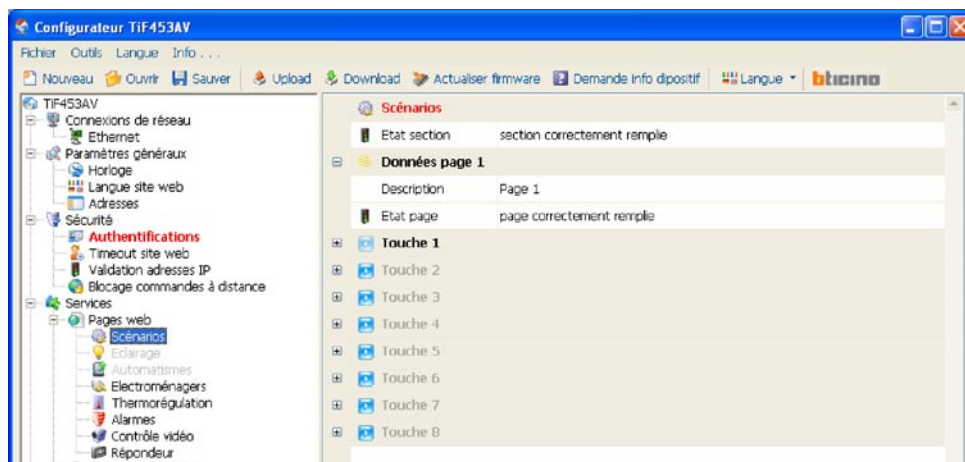 Configurateur TiF453AV
Fichier Outils Langue Info . . .
Nouveau Ouvrir Sauver Upload Download Actualiser firmware Demande info dipositif Langue bticino
TiF453AV
Connexions de réseau
Ethernet
Paramètres généraux
Horloge
Langue site web
Adresses
Sécurité
Authentifications
Timeout site web
Validation adresses IP
Blocage commandes à distance
Services
Pages web
Scénarios
Eclairage
Automatismes
Electroménagers
Thermorégulation
Alarmes
Contrôle vidéo
Répondeur
Scénarios
Etat section section correctement remplie
Données page 1
Description Page 1
Etat page page correctement remplie
Touche 1
Touche 2
Touche 3
Touche 4
Touche 5
Touche 6
Touche 7
Touche 8